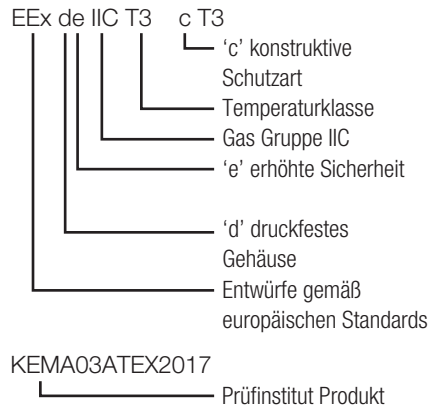 EEx de IIC T3 c T3
‘c’ konstruktive
Schutzart
Temperaturklasse
Gas Gruppe IIC
‘e’ erhöhte Sicherheit
‘d’ druckfestes
Gehäuse
Entwürfe gemäß
europäischen Standards
KEMA03ATEX2017
Prüfinstitut Produkt